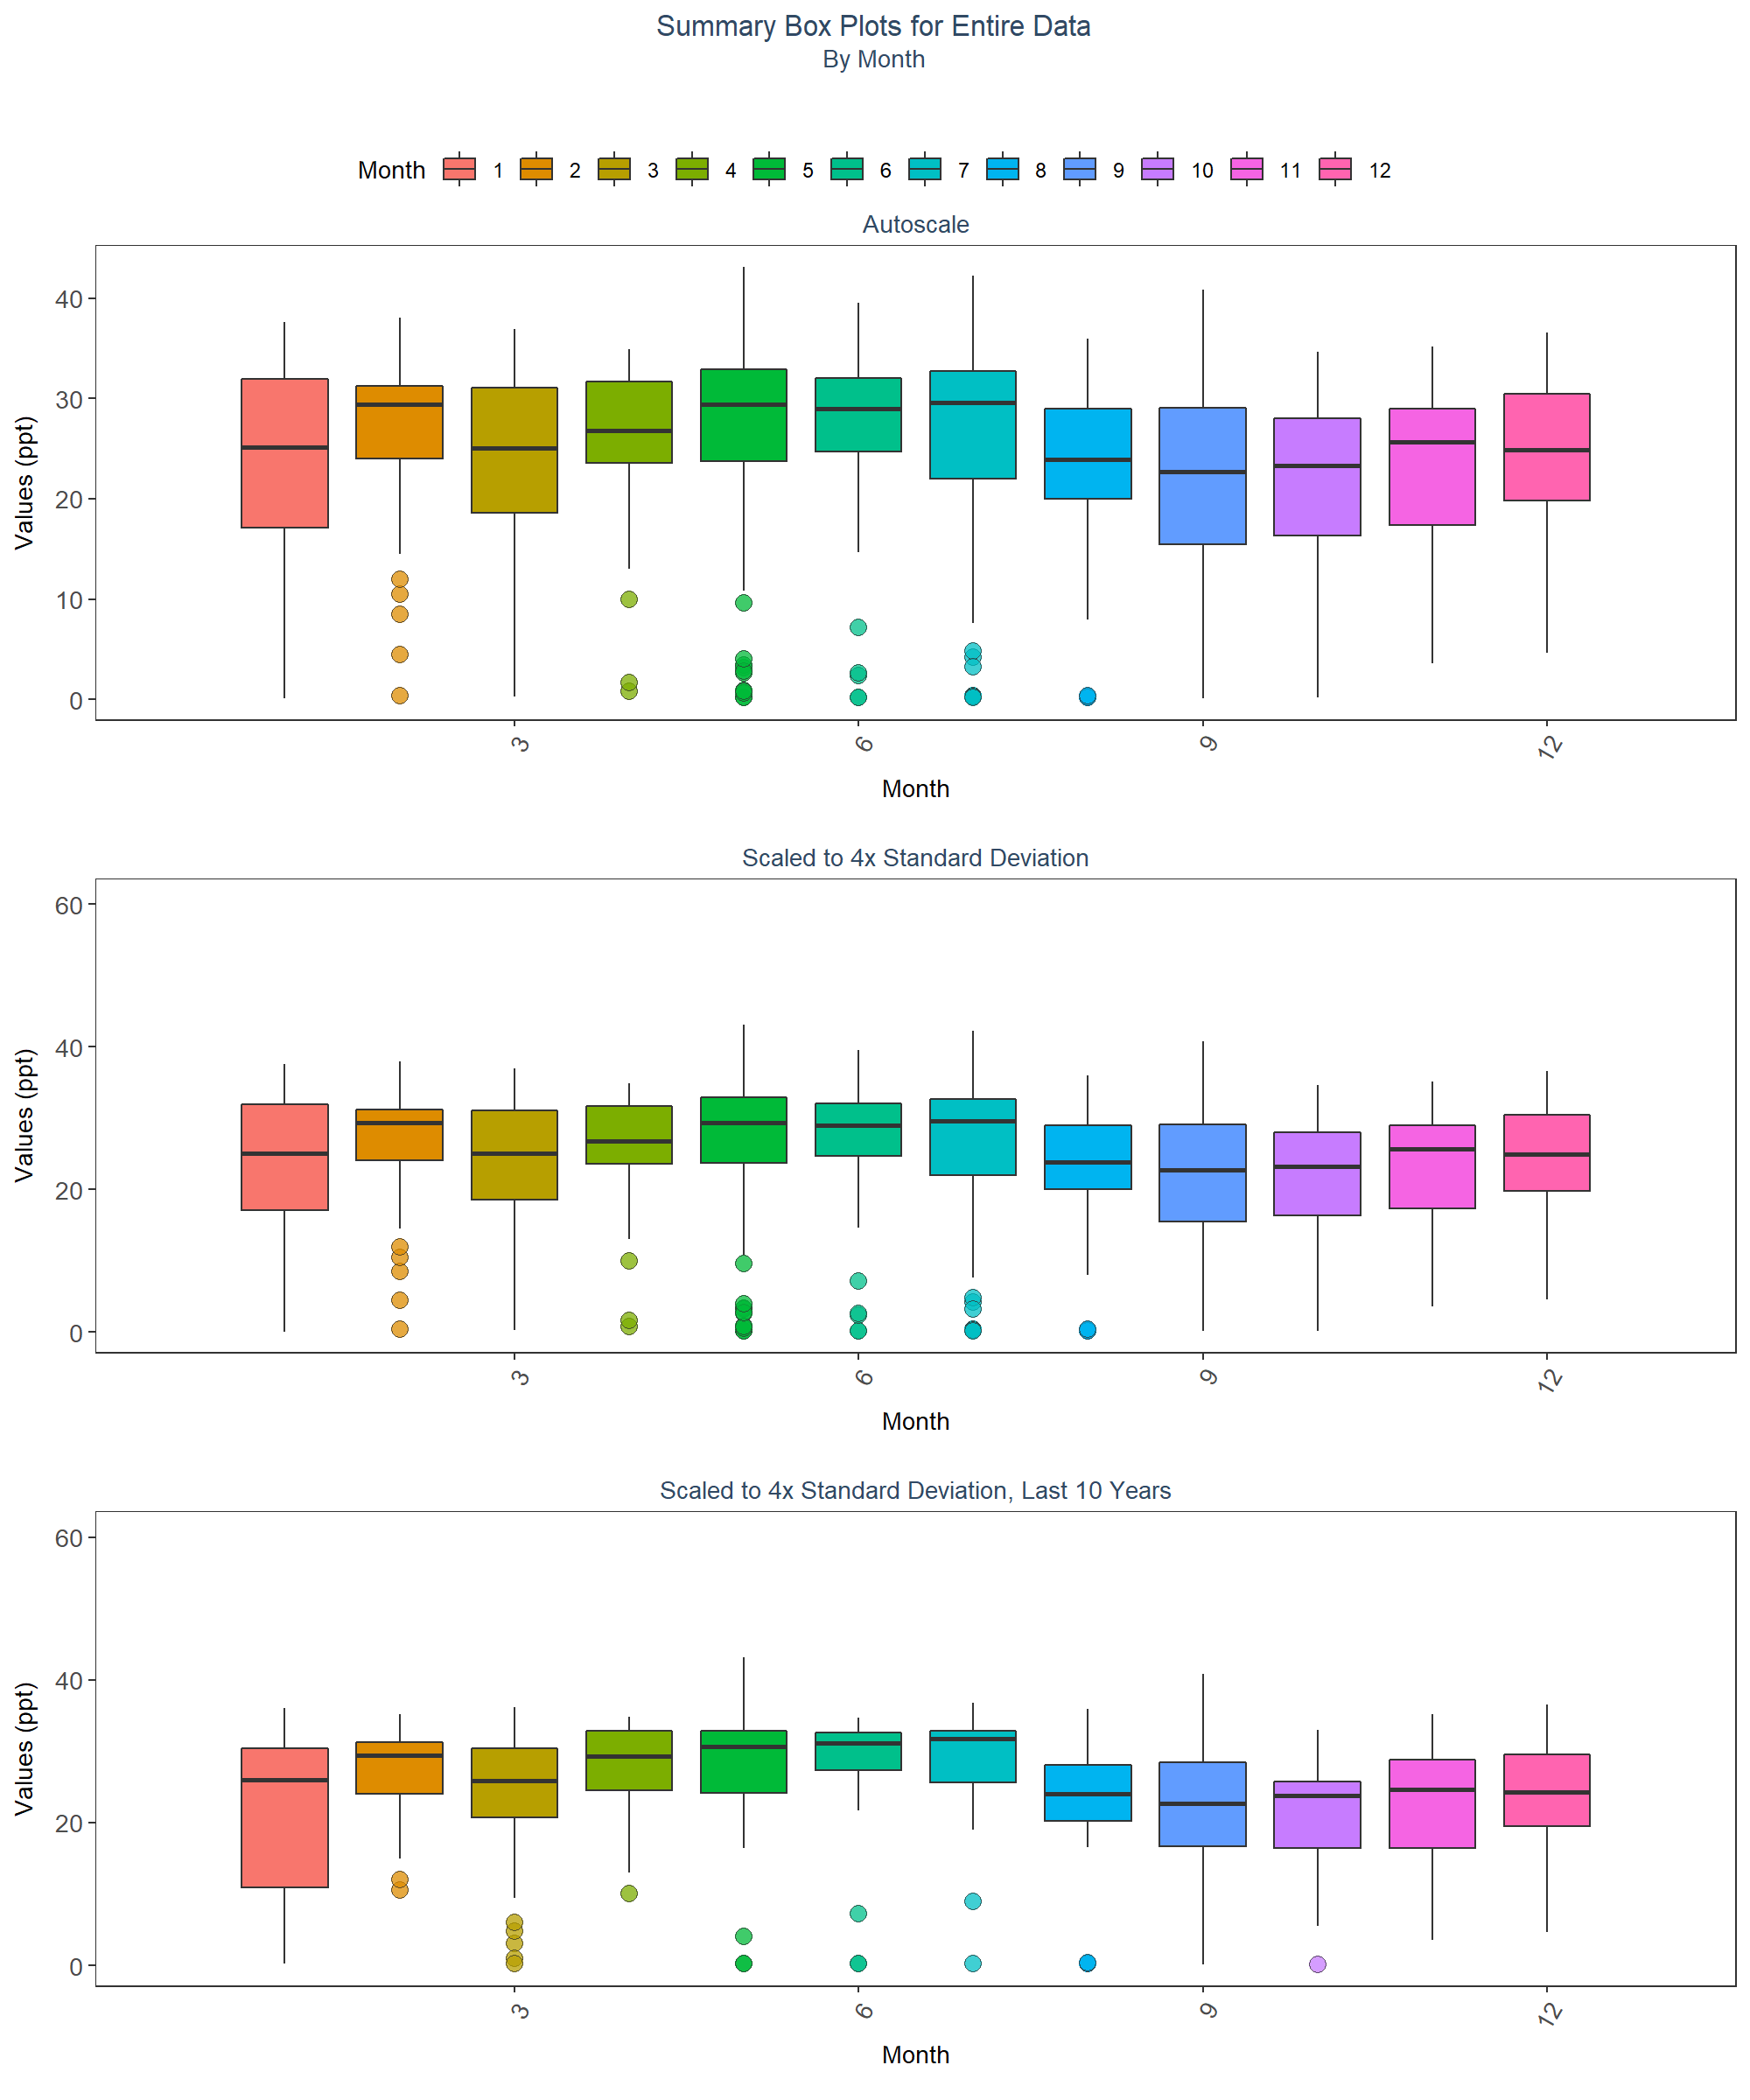 Summary Box Plots for Entire Data
By Month
Month 1 2 3 4 5 6 7 8 9 10 11 12
Autoscale
Values (ppt)
40
30
20
10
0
3 6 9 12
Month
Scaled to 4x Standard Deviation
Values (ppt)
60
40
20
0
3 6 9 12
Month
Scaled to 4x Standard Deviation, Last 10 Years
Values (ppt)
60
40
20
0
3 6 9 12
Month